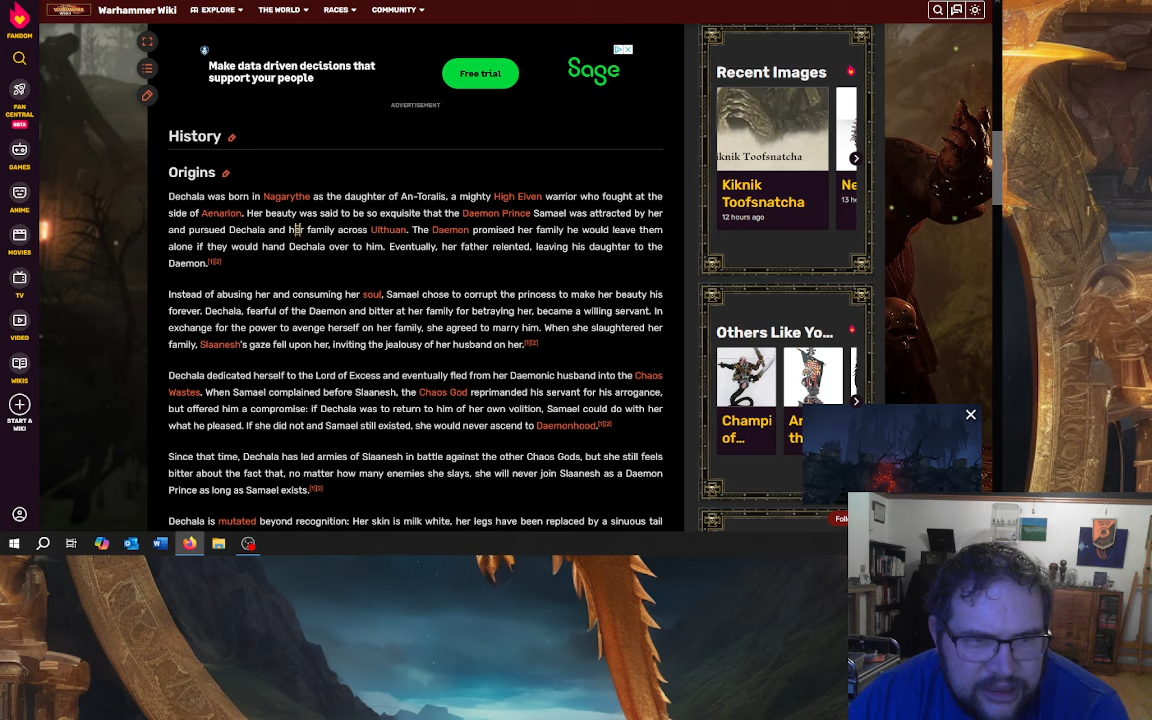 FANDOM
FAN
CENTRAL
BETA
GAMES
ANIME
MOVIES
TV
VIDEO
WIKIS
START A
WIKI
WARHAMMER
Warhammer Wiki
EXPLORE
THE WORLD
RACES
COMMUNITY
Make data driven decisions that
support your people
Free trial
Sage
ADVERTISEMENT
History
Origins
Dechala was born in Nagarythe as the daughter of An-Toralis, a mighty High Elven warrior who fought at the
side of Aenarion. Her beauty was said to be so exquisite that the Daemon Prince Samael was attracted by her
and pursued Dechala and her family across Ulthuan. The Daemon promised her family he would leave them
alone if they would hand Dechala over to him. Eventually, her father relented, leaving his daughter to the
Daemon.[1][2]
Instead of abusing her and consuming her soul, Samael chose to corrupt the princess to make her beauty his
forever. Dechala, fearful of the Daemon and bitter at her family for betraying her, became a willing servant. In
exchange for the power to avenge herself on her family, she agreed to marry him. When she slaughtered her
family, Slaanesh's gaze fell upon her, inviting the jealousy of her husband on her.[1][2]
Dechala dedicated herself to the Lord of Excess and eventually fled from her Daemonic husband into the Chaos
Wastes. When Samael complained before Slaanesh, the Chaos God reprimanded his servant for his arrogance,
but offered him a compromise: if Dechala was to return to him of her own volition, Samael could do with her
what he pleased. If she did not and Samael still existed, she would never ascend to Daemonhood.[1][2]
Since that time, Dechala has led armies of Slaanesh in battle against the other Chaos Gods, but she still feels
bitter about the fact that, no matter how many enemies she slays, she will never join Slaanesh as a Daemon
Prince as long as Samael exists.[1][2]
Dechala is mutated beyond recognition: Her skin is milk white, her legs have been replaced by a sinuous tail
Recent Images
knik Toofsnatcha
Kiknik
Toofsnatcha
12 hours ago
Ne
13 h
Others Like Yo...
Champi
of...
Ar
th
Foll